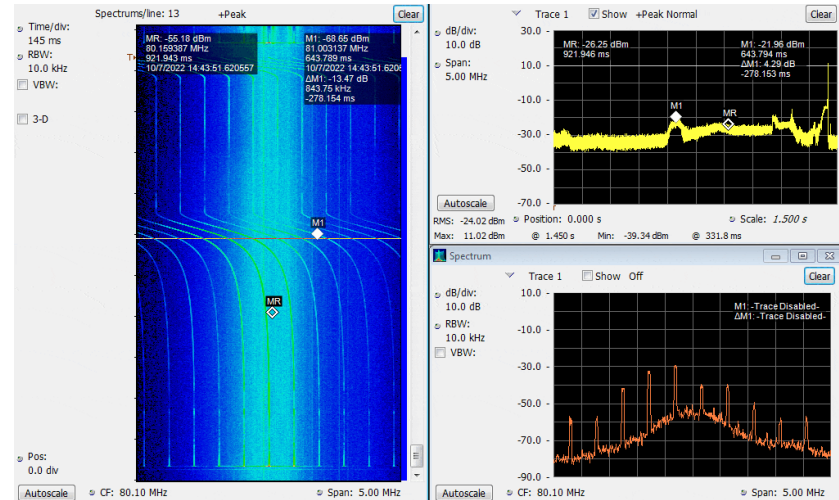 Spectrums/line: 13 +Peak Clear
Time/div:
145 ms
RBW:
10.0 kHz
VBW:
3-D
Pos:
0.0 div
Autoscale
CF: 80.10 MHz Span: 5.00 MHz
T
MR: -55.18 dBm
80.159387 MHz
921.943 ms
10/7/2022 14:43:51.620557
M1: -68.65 dBm
81.003137 MHz
643.789 ms
10/7/2022 14:43:51.620
ΔM1: -13.47 dB
843.75 kHz
-278.154 ms
M1
MR
Trace 1 Show +Peak Normal Clear
dB/div:
10.0 dB
Span:
5.00 MHz
30.0
10.0
-10.0
-30.0
-50.0
-70.0
MR: -26.25 dBm
921.946 ms
M1: -21.96 dBm
643.794 ms
ΔM1: 4.29 dB
-278.153 ms
M1
MR
Autoscale
Position: 0.000 s Scale: 1.500 s
RMS: -24.02 dBm
Max: 11.02 dBm @ 1.450 s Min: -39.34 dBm @ 331.8 ms
Spectrum
Trace 1 Show Off Clear
dB/div:
10.0 dB
RBW:
10.0 kHz
VBW:
10.0
-10.0
-30.0
-50.0
-70.0
-90.0
M1: -Trace Disabled-
ΔM1: -Trace Disabled-
Autoscale
CF: 80.10 MHz Span: 5.00 MHz